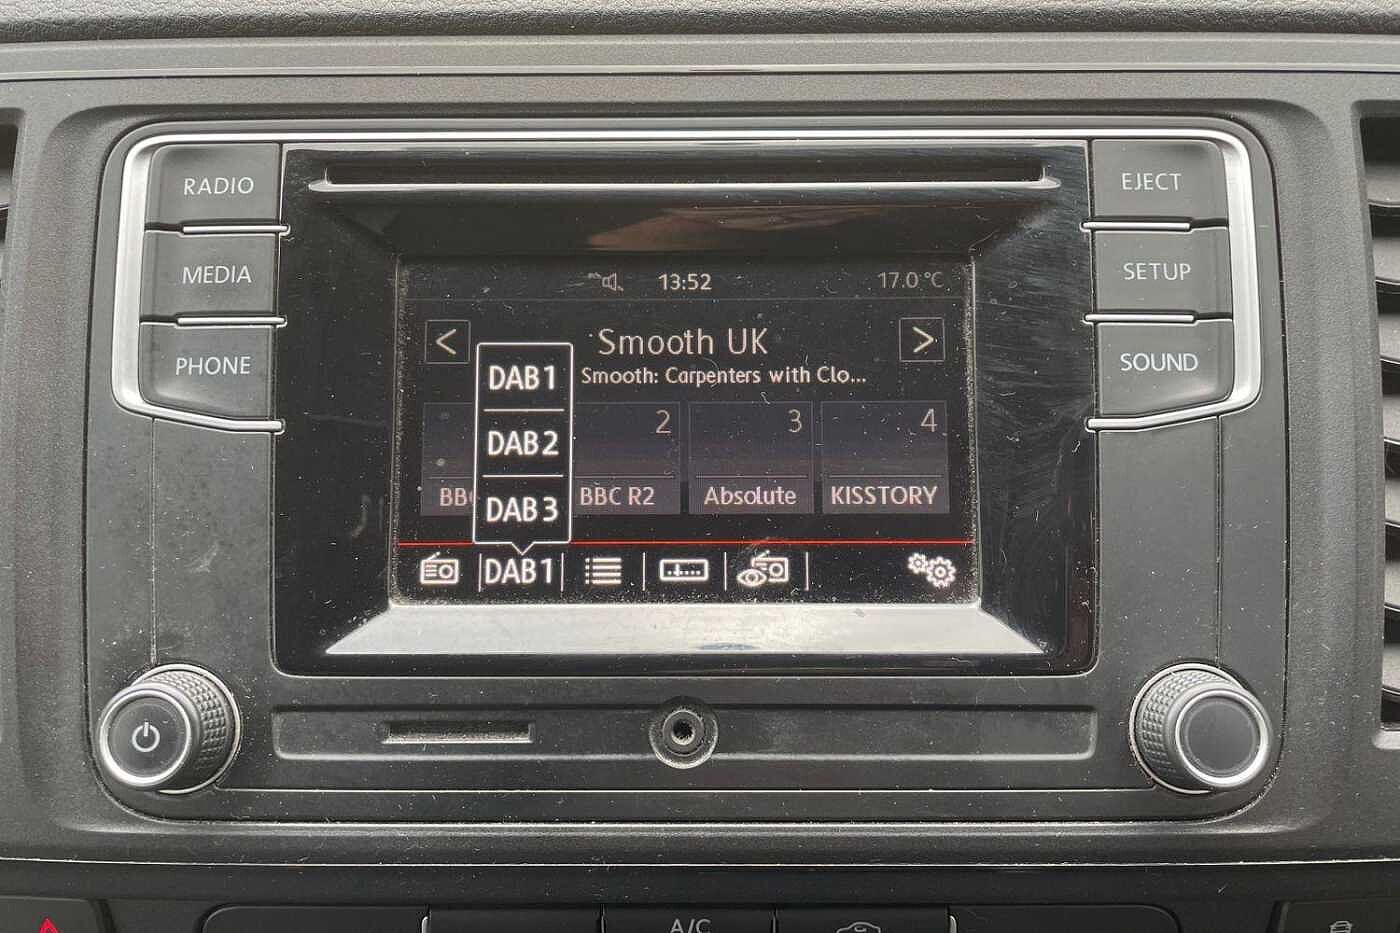 RADIO
EJECT
MEDIA
SETUP
PHONE
SOUND
13:52
17.0 °C
< Smooth UK >
Smooth: Carpenters with Clo...
DAB1
DAB2
DAB3
2
3
4
BBC R2
Absolute
KISSTORY
DAB1
A/C